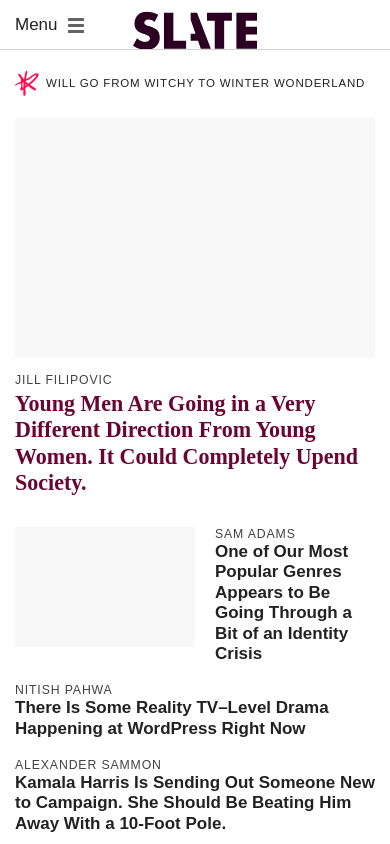 Menu
SLATE
WILL GO FROM WITCHY TO WINTER WONDERLAND
JILL FILIPOVIC
Young Men Are Going in a Very
Different Direction From Young
Women. It Could Completely Upend
Society.
SAM ADAMS
One of Our Most
Popular Genres
Appears to Be
Going Through a
Bit of an Identity
Crisis
NITISH PAHWA
There Is Some Reality TV–Level Drama
Happening at WordPress Right Now
ALEXANDER SAMMON
Kamala Harris Is Sending Out Someone New
to Campaign. She Should Be Beating Him
Away With a 10-Foot Pole.